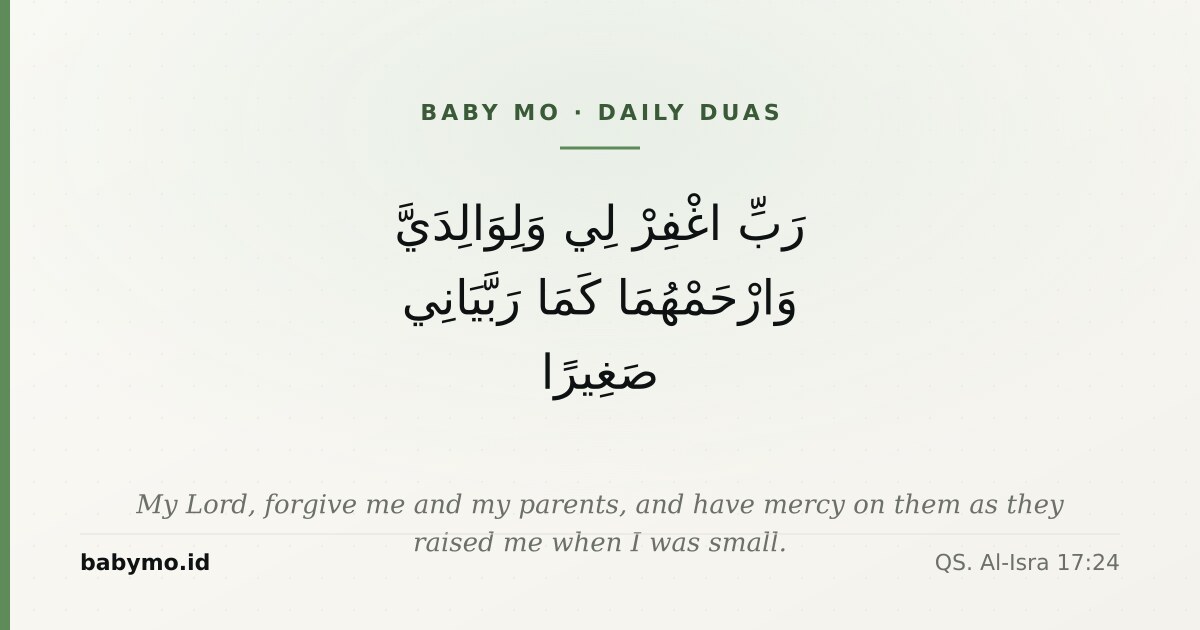 BABY MO · DAILY DUAS
رَبِّ اغْفِرْ لِي وَلِوَالِدَيَّ
وَارْحَمْهُمَا كَمَا رَبَّيَانِي
صَغِيرًا
My Lord, forgive me and my parents, and have mercy on them as they
raised me when I was small.
babymo.id
QS. Al-Isra 17:24